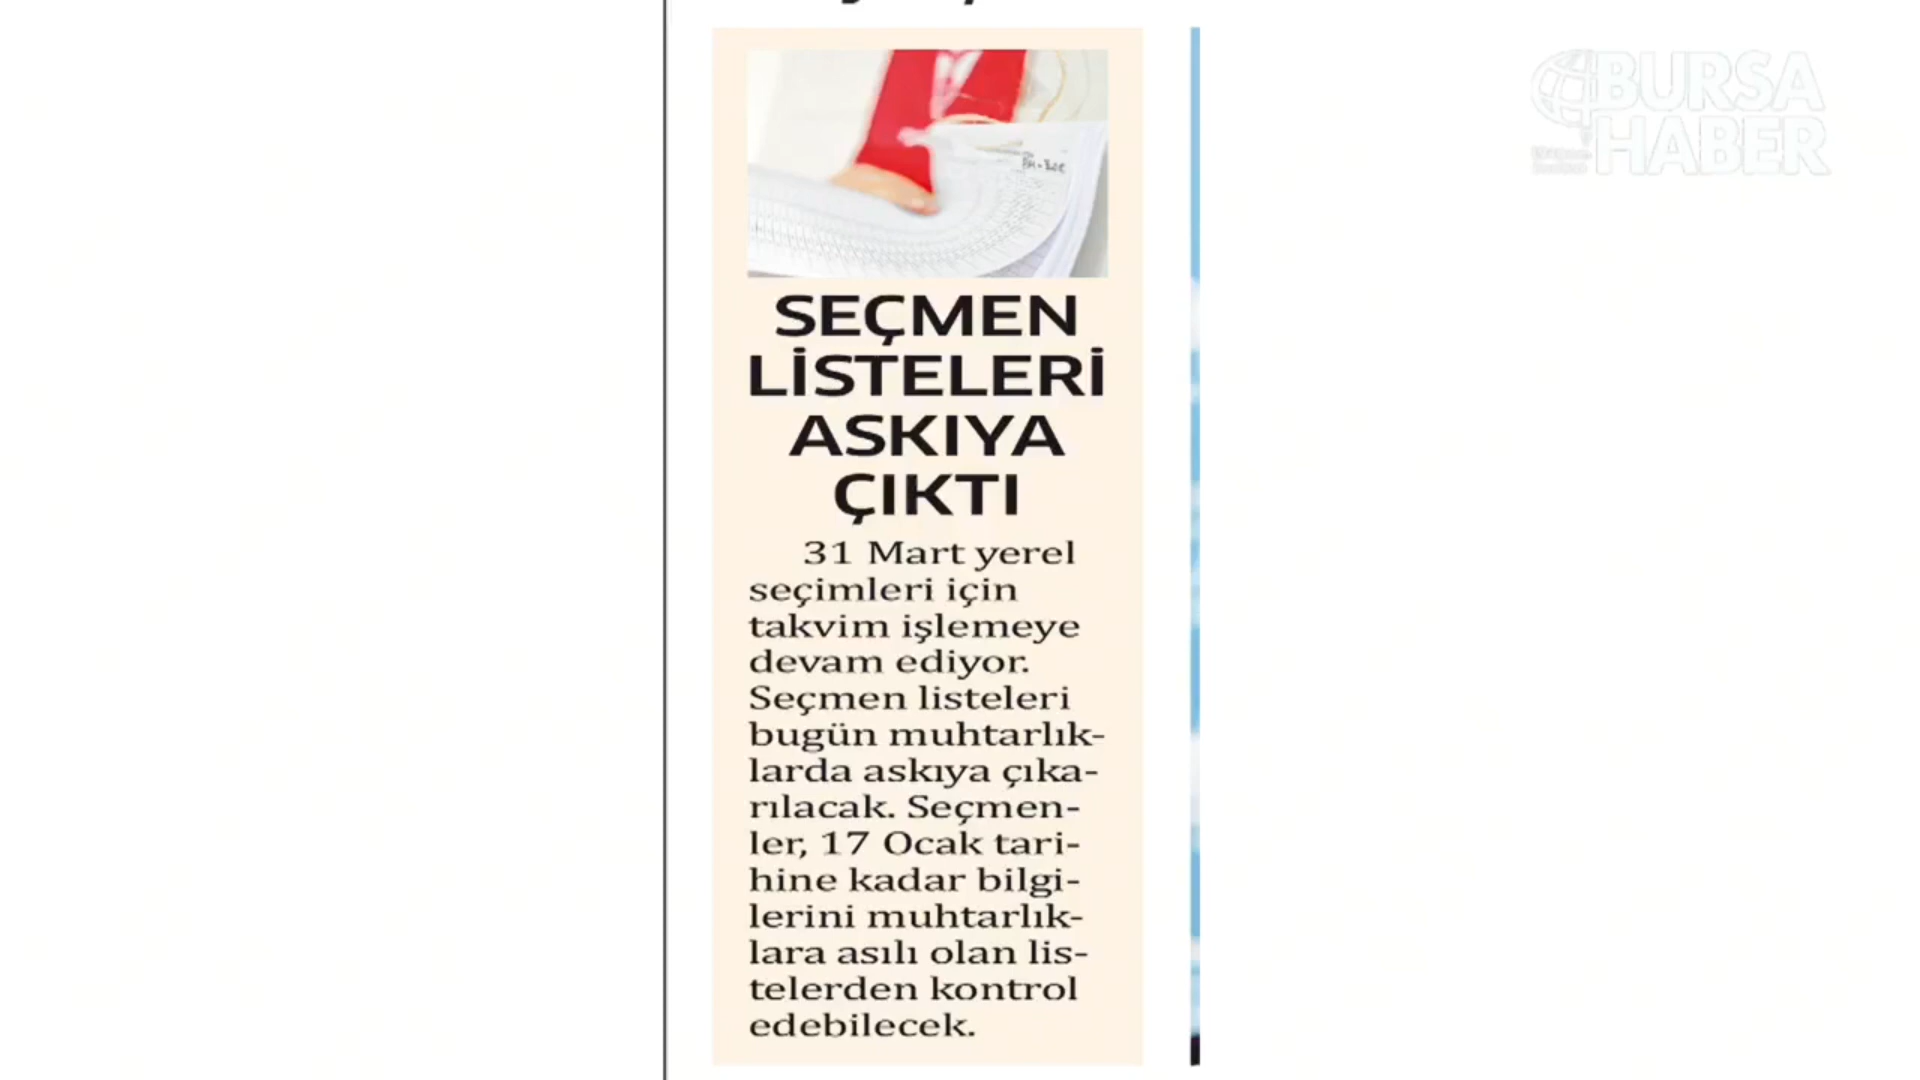 BURSA
HABER
SEÇMEN
LİSTELERİ
ASKIYA
ÇIKTI
31 Mart yerel
seçimleri için
takvim işlemeye
devam ediyor.
Seçmen listeleri
bugün muhtarlık-
larda askıya çıka-
rılacak. Seçmen-
ler, 17 Ocak tari-
hine kadar bilgi-
lerini muhtarlık-
lara asılı olan lis-
telerden kontrol
edebilecek.